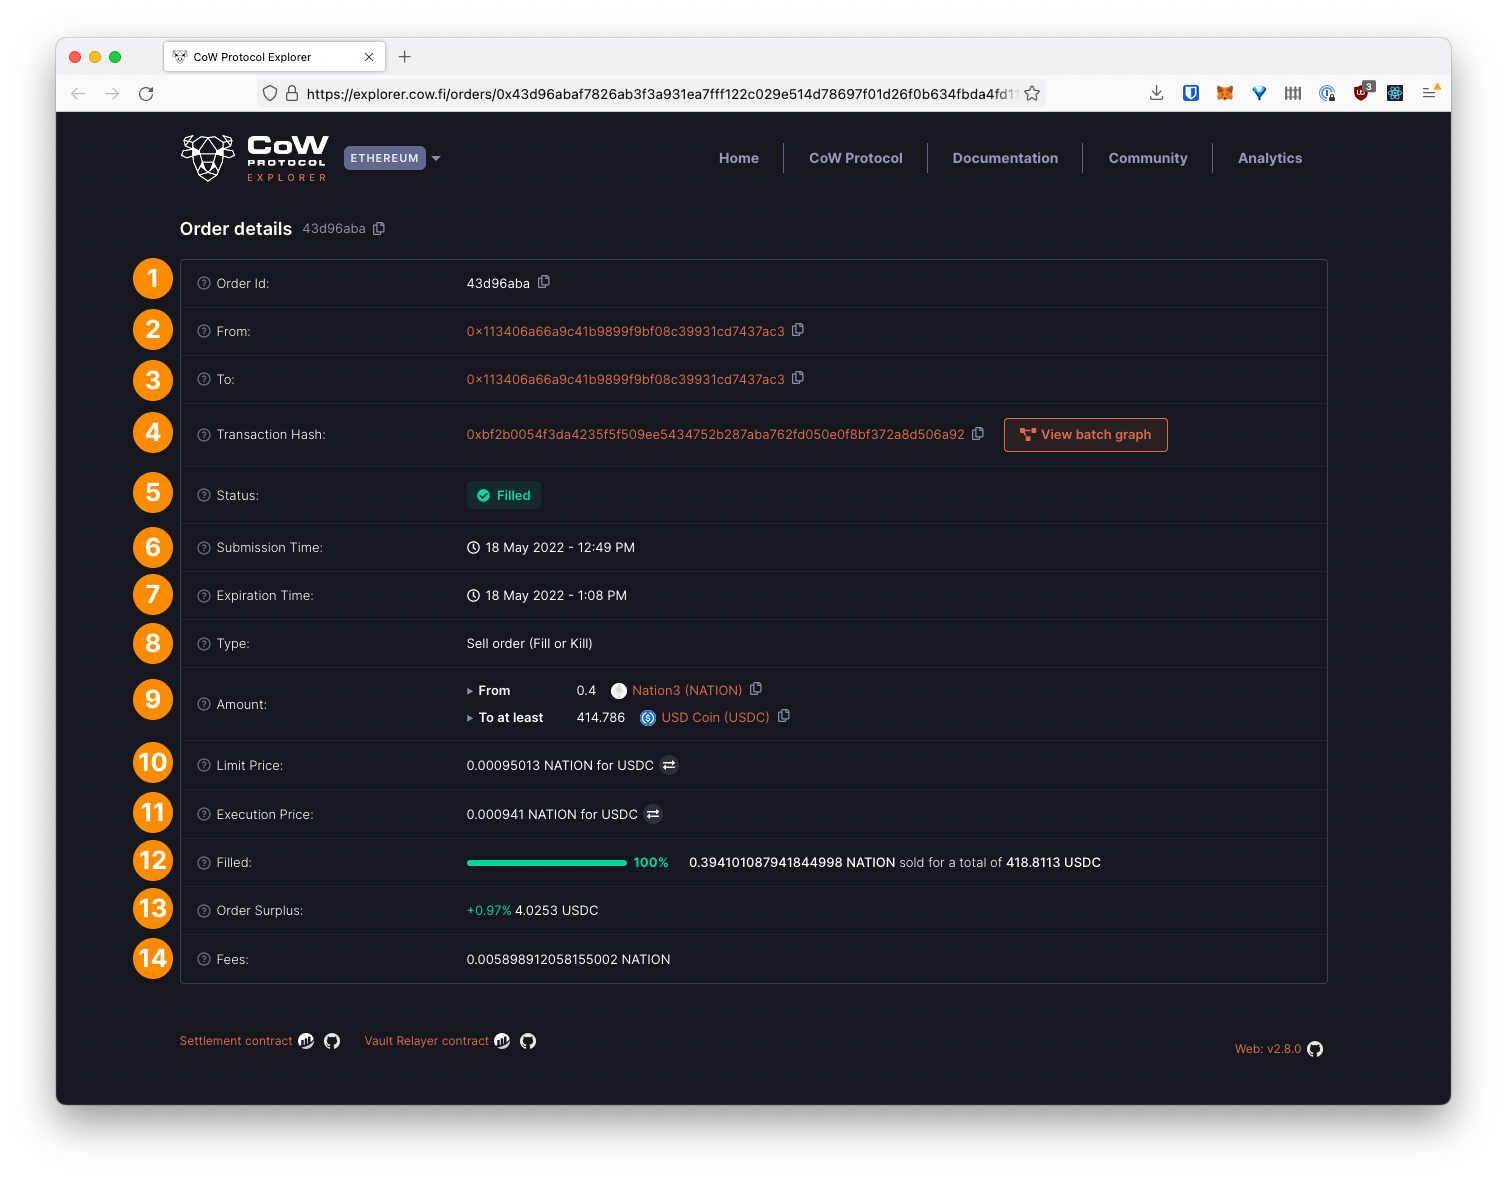 CoW Protocol Explorer
https://explorer.cow.fi/orders/0x43d96abaf7826ab3f3a931ea7fff122c029e514d78697f01d26f0b634fbda4fd11
3
CoW PROTOCOL EXPLORER
ETHEREUM
Home CoW Protocol Documentation Community Analytics
Order details 43d96aba
1 Order Id: 43d96aba
2 From: 0x113406a66a9c41b9899f9bf08c39931cd7437ac3
3 To: 0x113406a66a9c41b9899f9bf08c39931cd7437ac3
4 Transaction Hash: 0xbf2b0054f3da4235f5f509ee5434752b287aba762fd050e0f8bf372a8d506a92 View batch graph
5 Status: Filled
6 Submission Time: 18 May 2022 - 12:49 PM
7 Expiration Time: 18 May 2022 - 1:08 PM
8 Type: Sell order (Fill or Kill)
9 Amount:
From 0.4 Nation3 (NATION)
To at least 414.786 USD Coin (USDC)
10 Limit Price: 0.00095013 NATION for USDC
11 Execution Price: 0.000941 NATION for USDC
12 Filled: 100% 0.394101087941844998 NATION sold for a total of 418.8113 USDC
13 Order Surplus: +0.97% 4.0253 USDC
14 Fees: 0.005898912058155002 NATION
Settlement contract Vault Relayer contract
Web: v2.8.0